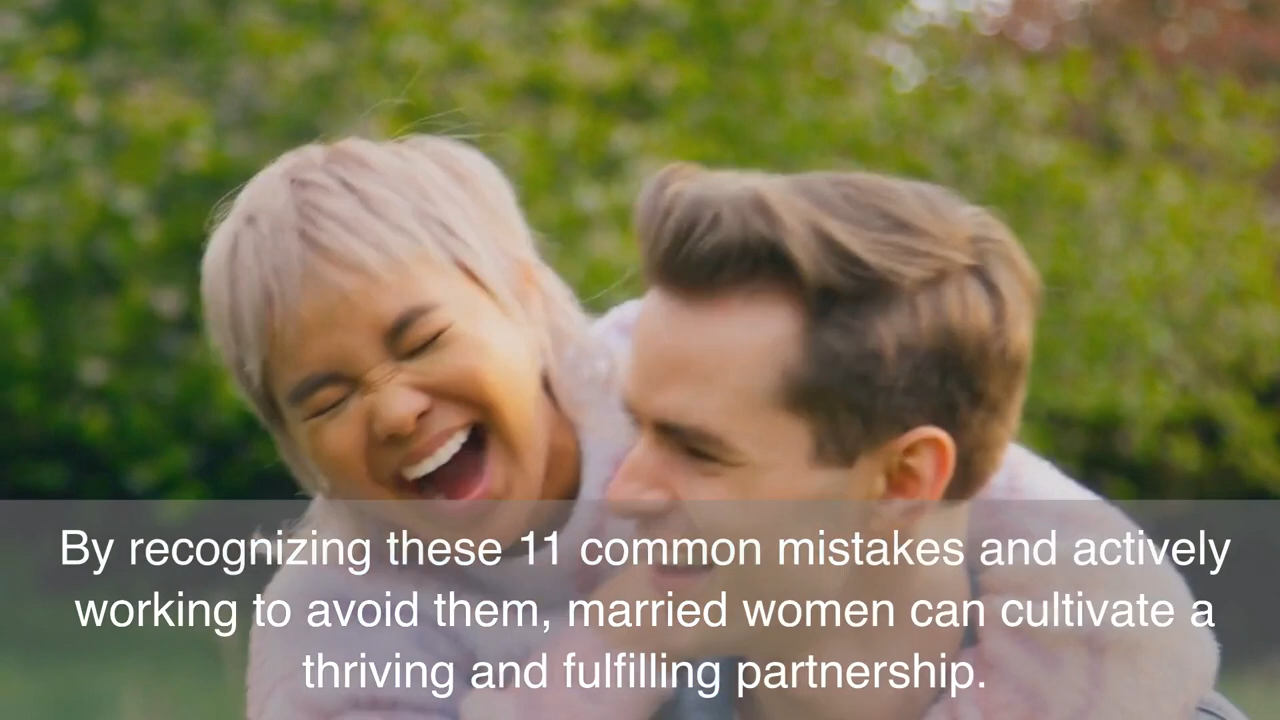 By recognizing these 11 common mistakes and actively
working to avoid them, married women can cultivate a
thriving and fulfilling partnership.